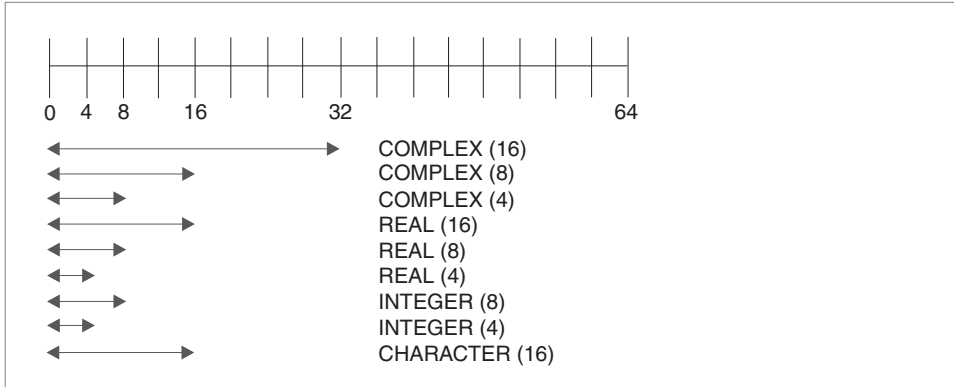 0 4 8 16 32 64
COMPLEX (16)
COMPLEX (8)
COMPLEX (4)
REAL (16)
REAL (8)
REAL (4)
INTEGER (8)
INTEGER (4)
CHARACTER (16)